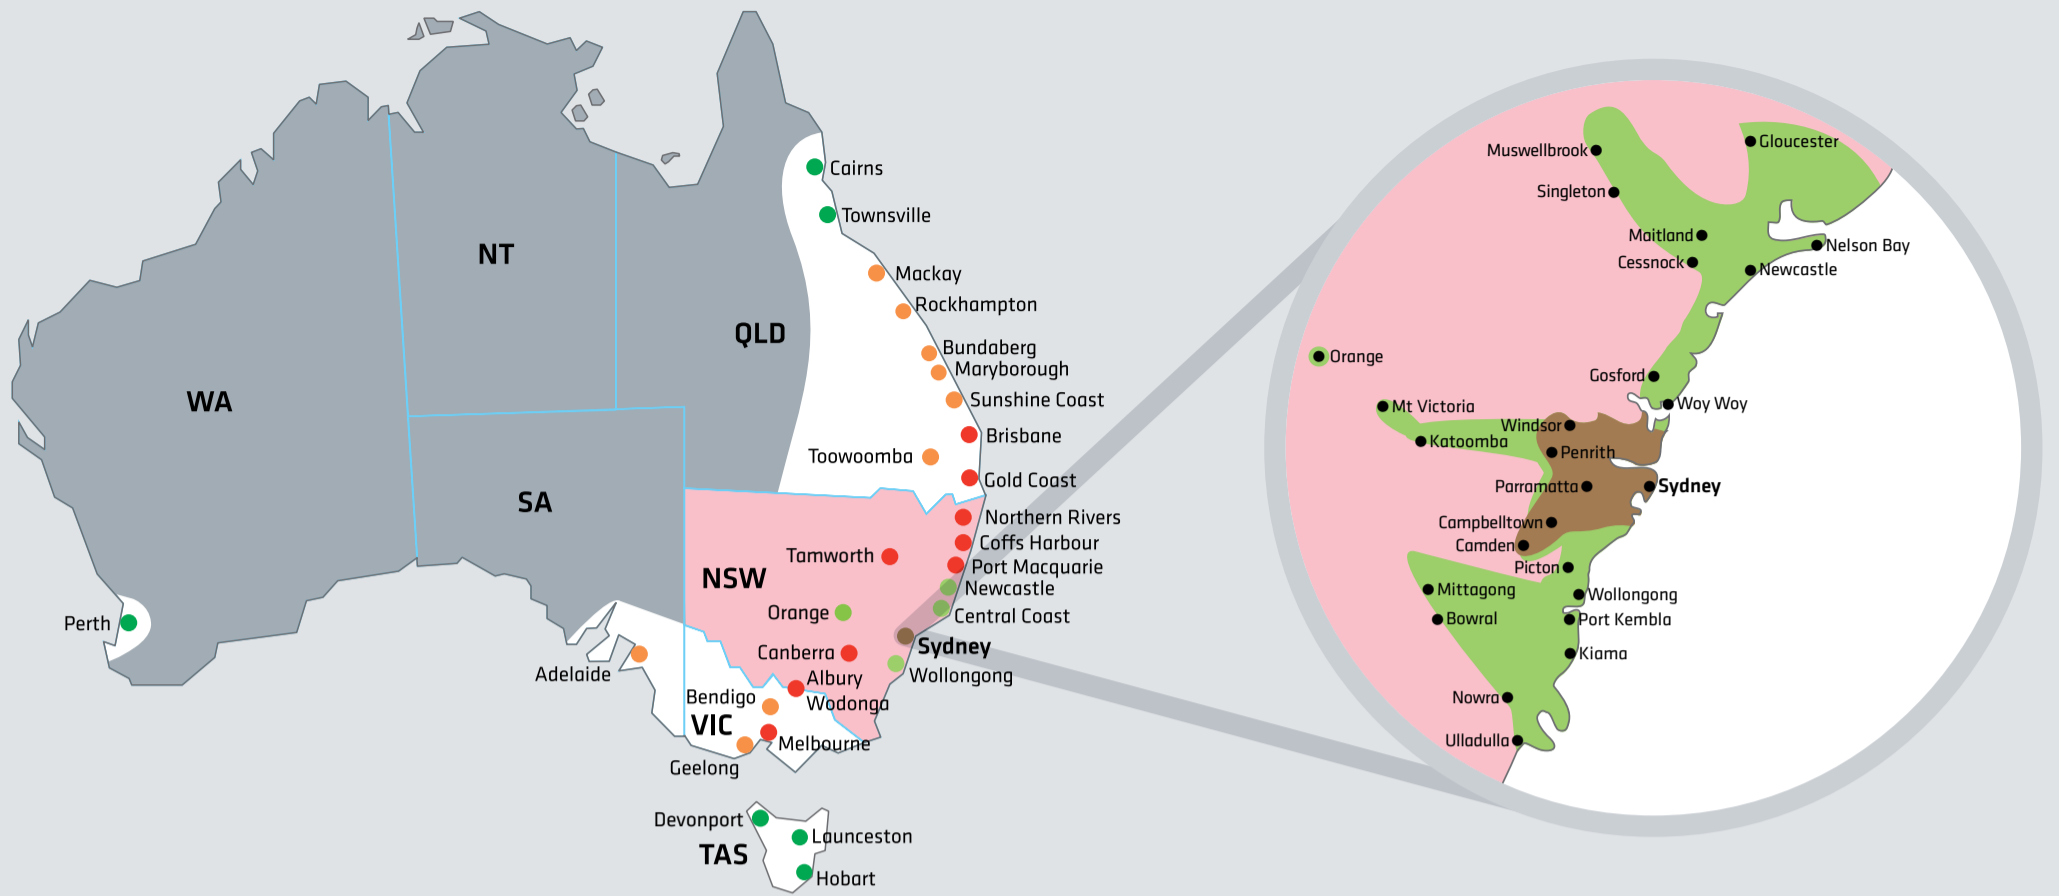 WA
NT
QLD
SA
NSW
VIC
TAS
Cairns
Townsville
Mackay
Rockhampton
Bundaberg
Maryborough
Sunshine Coast
Brisbane
Toowoomba
Gold Coast
Northern Rivers
Coffs Harbour
Tamworth
Port Macquarie
Newcastle
Orange
Central Coast
Sydney
Canberra
Wollongong
Albury
Wodonga
Bendigo
Melbourne
Geelong
Adelaide
Perth
Devonport
Launceston
Hobart
Muswellbrook
Gloucester
Singleton
Maitland
Nelson Bay
Cessnock
Newcastle
Orange
Gosford
Woy Woy
Mt Victoria
Windsor
Katoomba
Penrith
Parramatta
Sydney
Campbelltown
Camden
Picton
Mittagong
Wollongong
Bowral
Port Kembla
Kiama
Nowra
Ulladulla